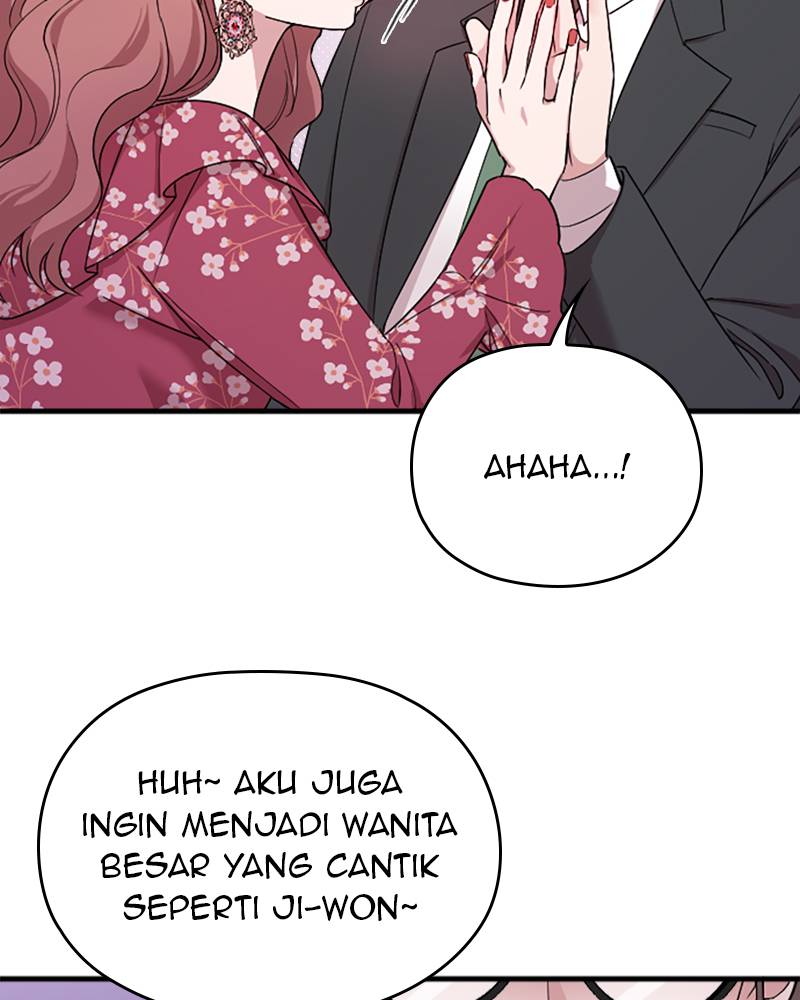 AHAHA...!
HUH~ AKU JUGA
INGIN MENJADI WANITA
BESAR YANG CANTIK
SEPERTI JI-WON~